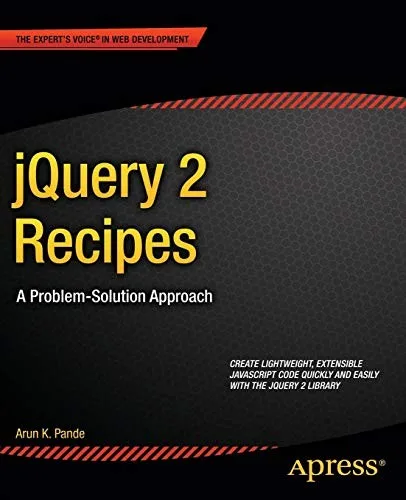 THE EXPERT'S VOICE® IN WEB DEVELOPMENT
jQuery 2
Recipes
A Problem-Solution Approach
CREATE LIGHTWEIGHT, EXTENSIBLE
JAVASCRIPT CODE QUICKLY AND EASILY
WITH THE JQUERY 2 LIBRARY
Arun K. Pande
Apress®